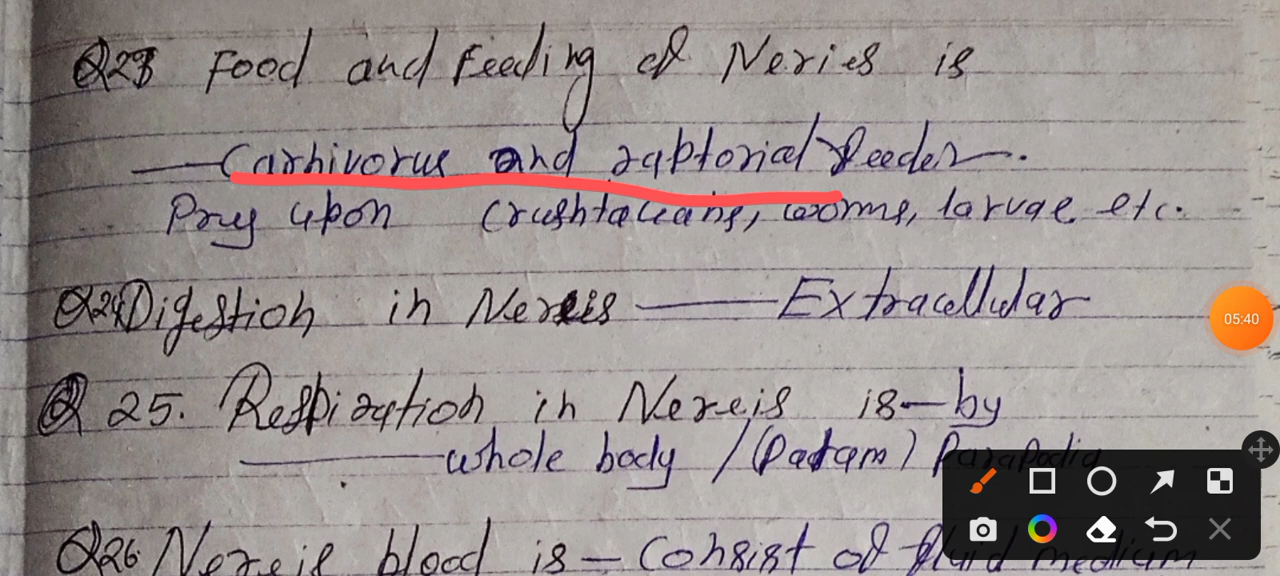 Q23 Food and Feeding of Neries is
— Carnivorus and raptorial feeder.
Prey upon Crushtaceans, worms, larvae etc.
Q24 Digestion in Nereis — Extracellular
05:40
Q 25. Respiration in Nereis is — by
— whole body / (Patam) Parapodia
Q26 Nereis blood is — Consist of fluid medium